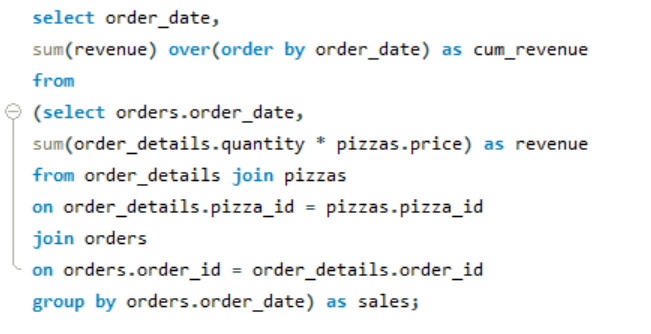 select order_date,
sum(revenue) over(order by order_date) as cum_revenue
from
(select orders.order_date,
sum(order_details.quantity * pizzas.price) as revenue
from order_details join pizzas
on order_details.pizza_id = pizzas.pizza_id
join orders
on orders.order_id = order_details.order_id
group by orders.order_date) as sales;